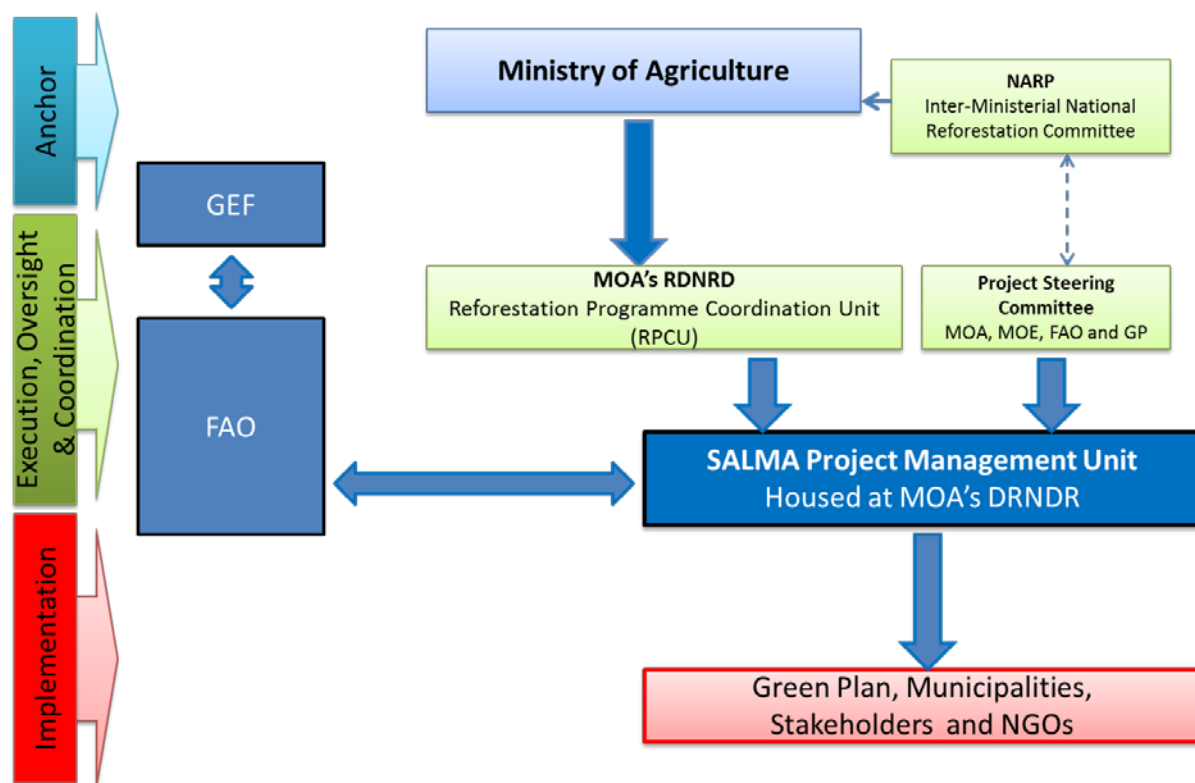 Anchor
Execution, Oversight
& Coordination
Implementation
Ministry of Agriculture
NARP
Inter-Ministerial National
Reforestation Committee
GEF
MOA's RDNRD
Reforestation Programme Coordination Unit
(RPCU)
Project Steering
Committee
MOA, MOE, FAO and GP
FAO
SALMA Project Management Unit
Housed at MOA's DRNDR
Green Plan, Municipalities,
Stakeholders and NGOs